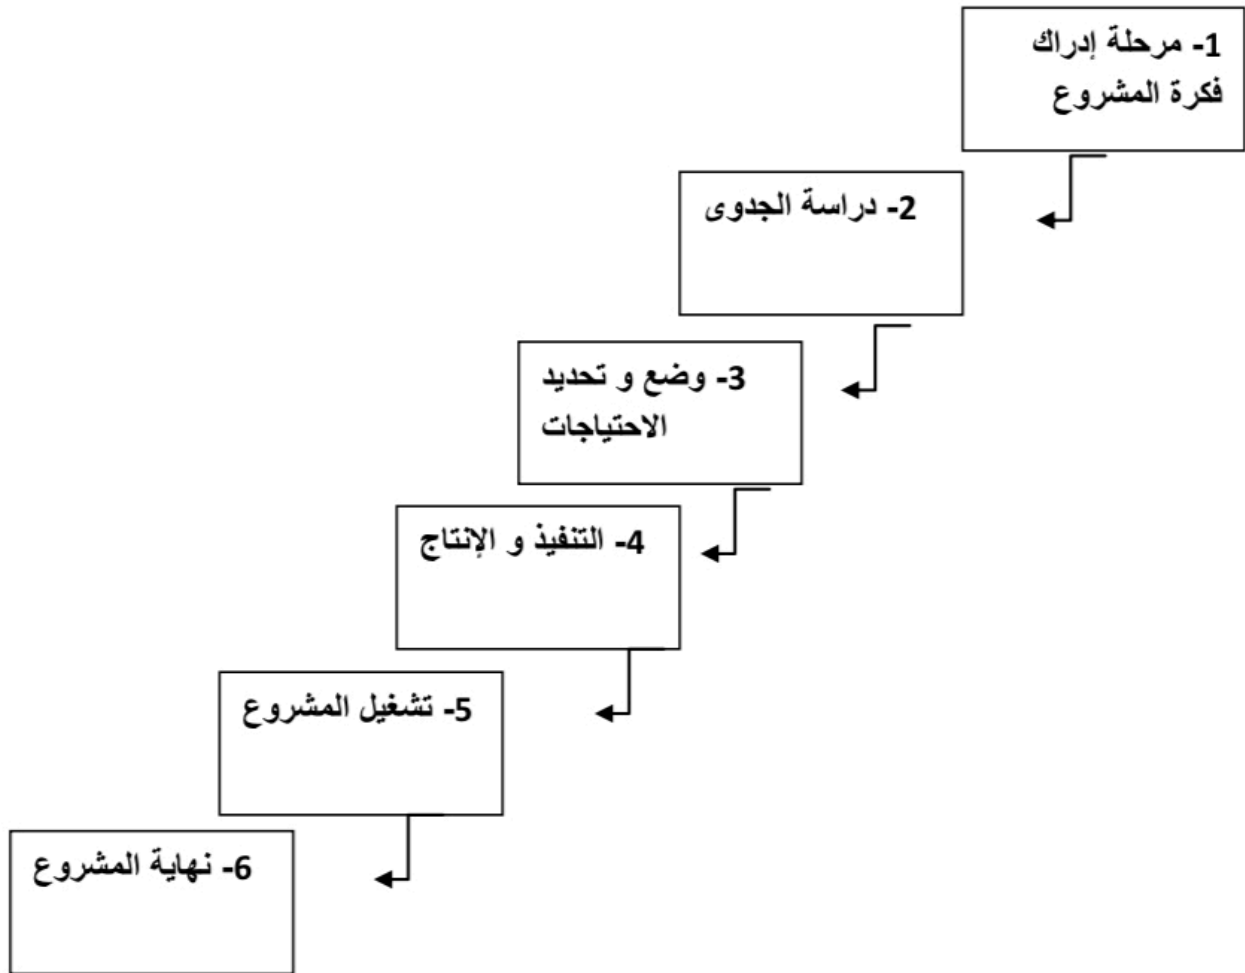 1- مرحلة إدراك
فكرة المشروع
2- دراسة الجدوى
3- وضع و تحديد
الاحتياجات
4- التنفيذ و الإنتاج
5- تشغيل المشروع
6- نهاية المشروع